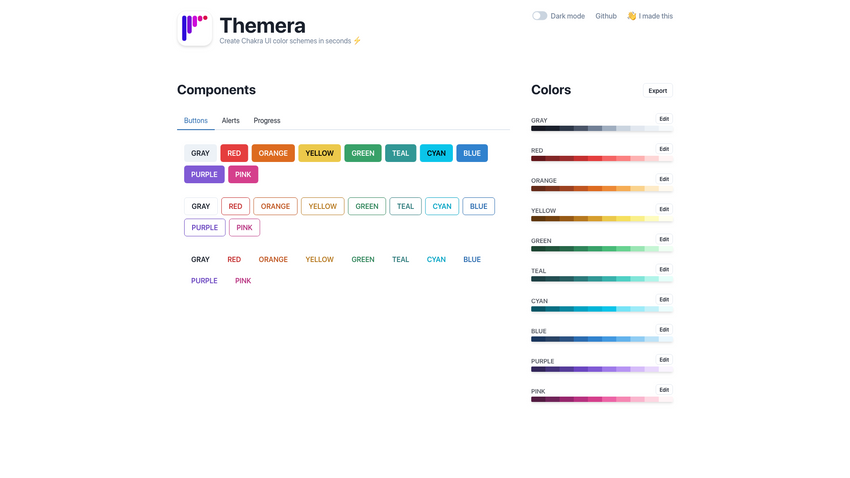 Themera
Create Chakra UI color schemes in seconds ⚡
Dark mode Github 👋 I made this
Components
Buttons Alerts Progress
GRAY RED ORANGE YELLOW GREEN TEAL CYAN BLUE
PURPLE PINK
GRAY RED ORANGE YELLOW GREEN TEAL CYAN BLUE
PURPLE PINK
GRAY RED ORANGE YELLOW GREEN TEAL CYAN BLUE
PURPLE PINK
Colors
Export
GRAY Edit
RED Edit
ORANGE Edit
YELLOW Edit
GREEN Edit
TEAL Edit
CYAN Edit
BLUE Edit
PURPLE Edit
PINK Edit